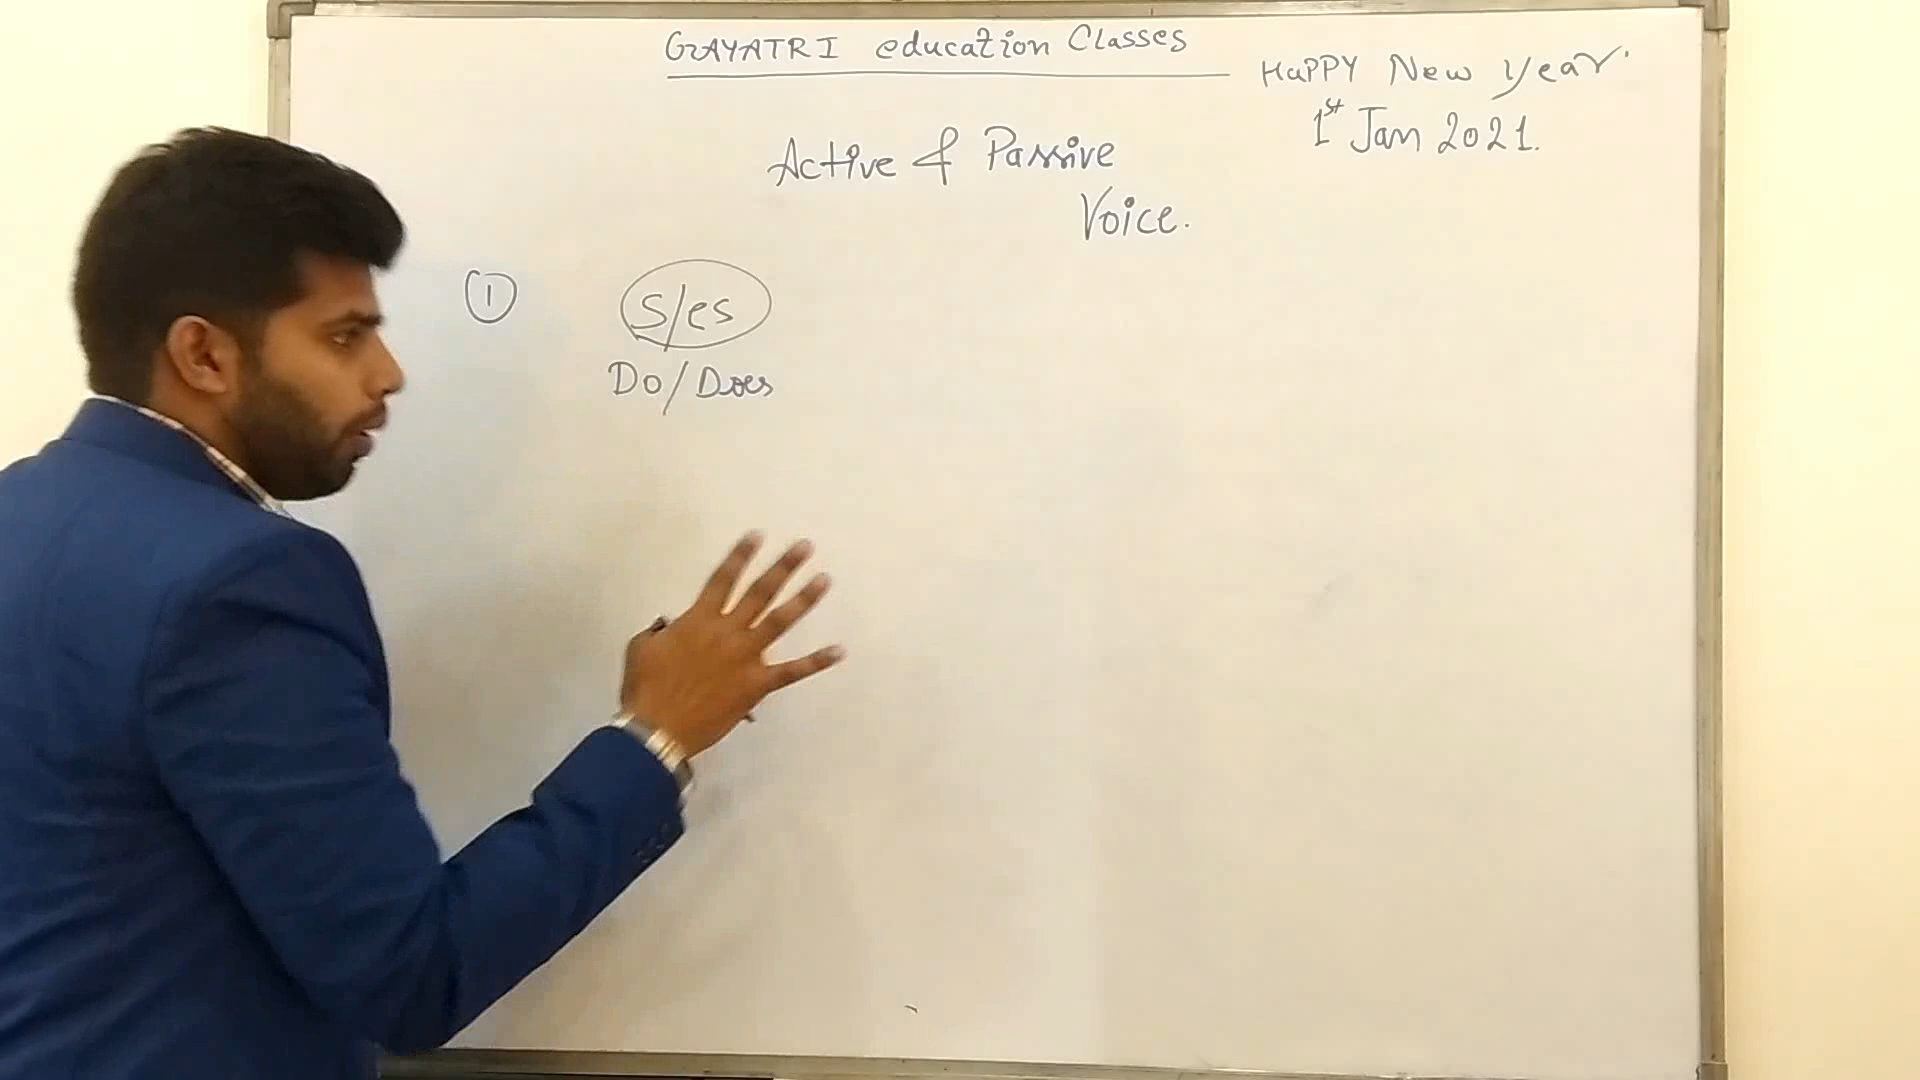 GAYATRI education Classes
HaPPY New Year.
1st Jan 2021.
Active & Passive
Voice.
1 S/es
Do/Does